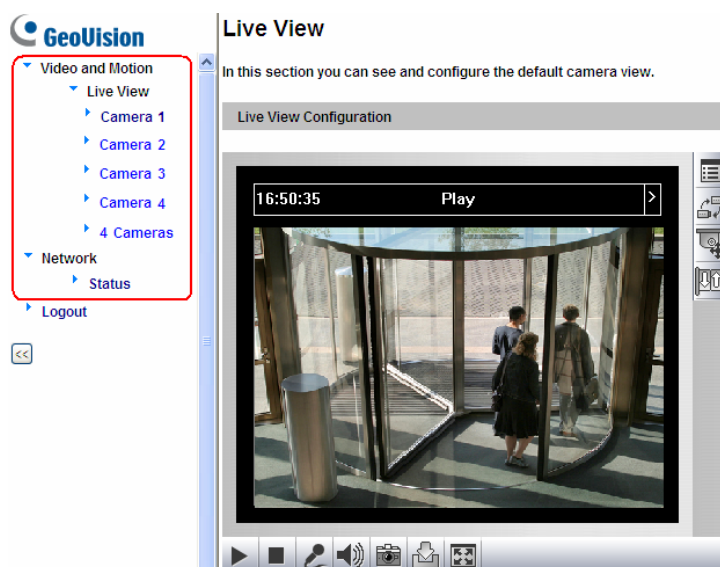 GeoVision
Video and Motion
Live View
Camera 1
Camera 2
Camera 3
Camera 4
4 Cameras
Network
Status
Logout
<<
Live View
In this section you can see and configure the default camera view.
Live View Configuration
16:50:35 Play >